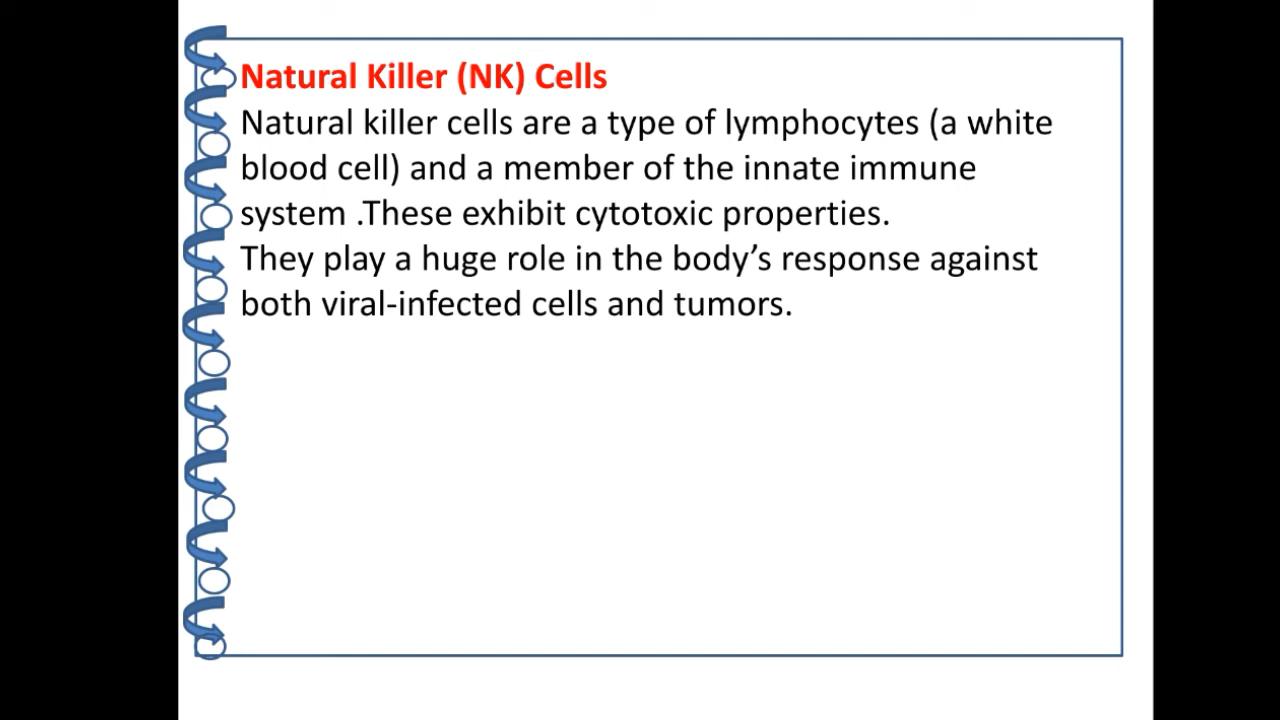 Natural Killer (NK) Cells
Natural killer cells are a type of lymphocytes (a white
blood cell) and a member of the innate immune
system .These exhibit cytotoxic properties.
They play a huge role in the body’s response against
both viral-infected cells and tumors.